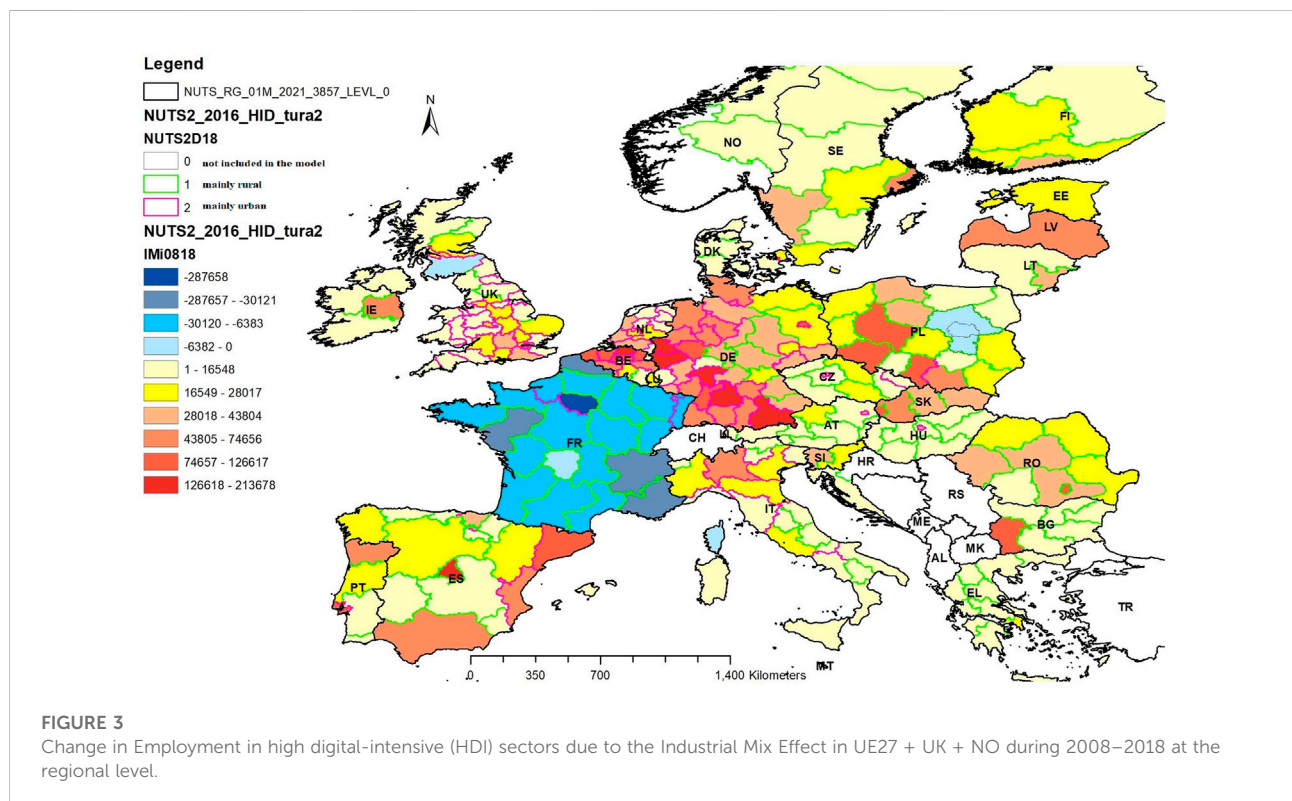 Legend
NUTS_RG_01M_2021_3857_LEVL_0
NUTS2_2016_HID_tura2
NUTS2D18
0 not included in the model
1 mainly rural
2 mainly urban
NUTS2_2016_HID_tura2
IMi0818
-287658
-287657 - -30121
-30120 - -6383
-6382 - 0
1 - 16548
16549 - 28017
28018 - 43804
43805 - 74656
74657 - 126617
126618 - 213678
N
NO
SE
FI
EE
LV
LT
DK
IE
UK
NL
BE
LU
DE
PL
CZ
SK
AT
HU
CH
FR
SI
HR
RO
RS
BG
ME
MK
AL
IT
EL
TR
PT
ES
MT
0 350 700 1,400 Kilometers
FIGURE 3
Change in Employment in high digital-intensive (HDI) sectors due to the Industrial Mix Effect in UE27 + UK + NO during 2008–2018 at the
regional level.